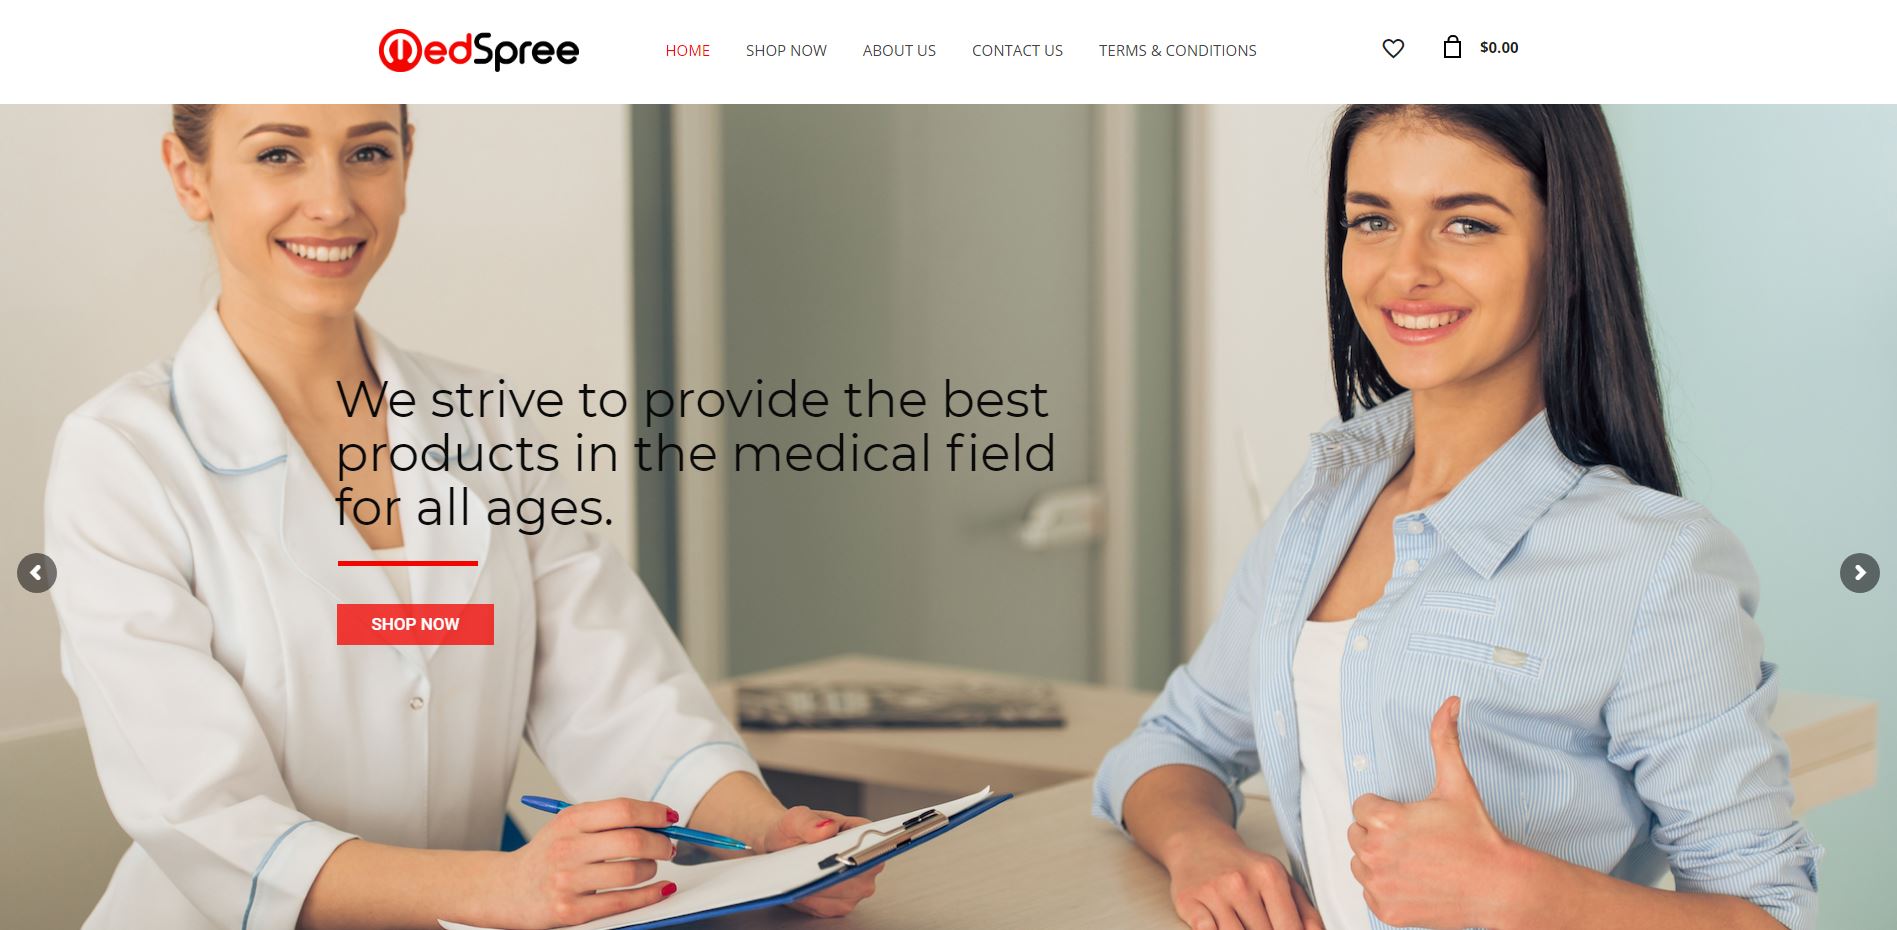 MedSpree
HOME
SHOP NOW
ABOUT US
CONTACT US
TERMS & CONDITIONS
$0.00
We strive to provide the best
products in the medical field
for all ages.
SHOP NOW